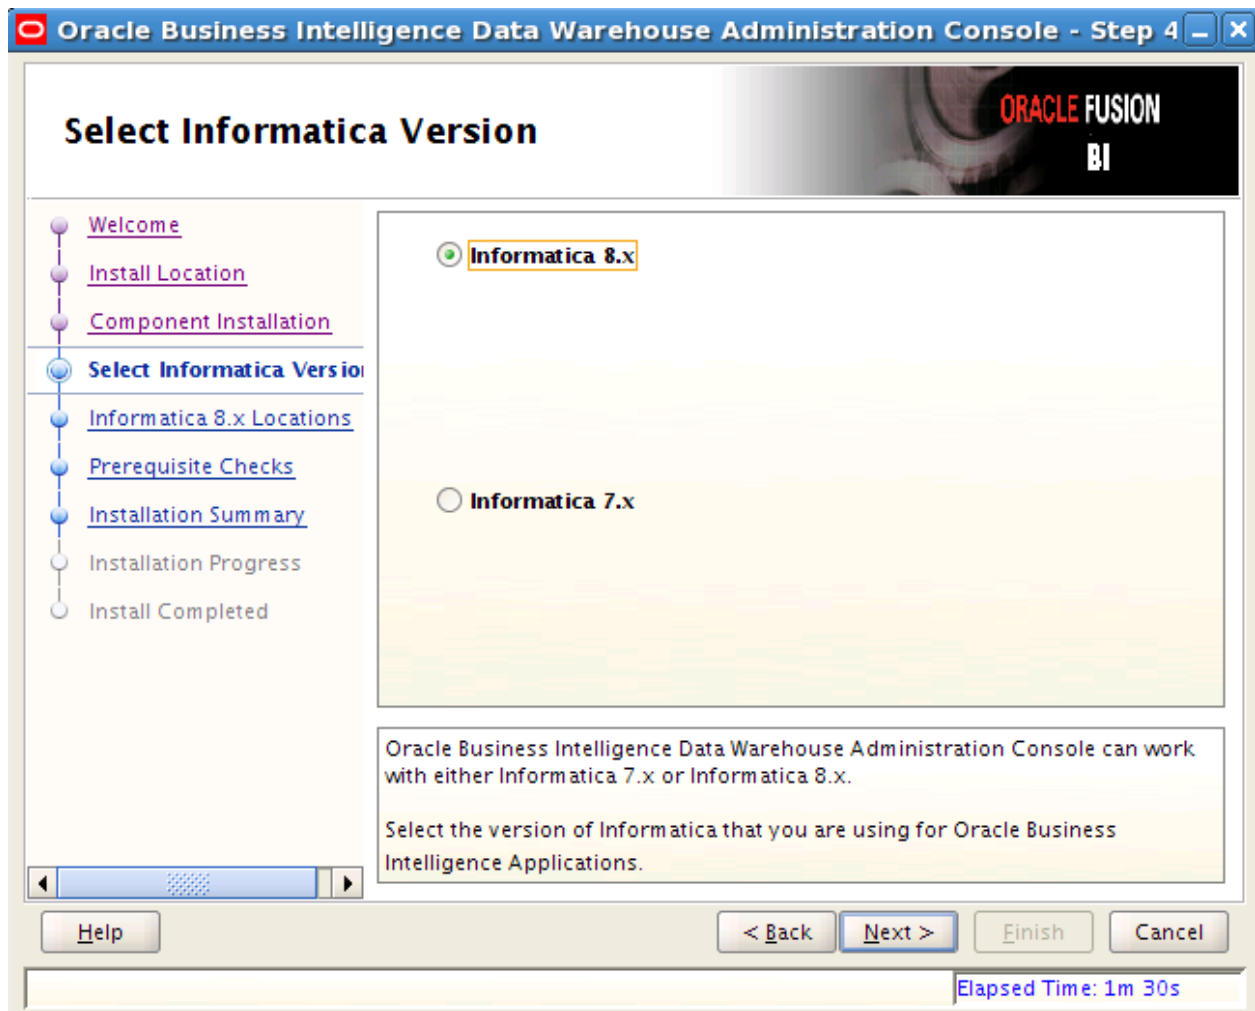 Oracle Business Intelligence Data Warehouse Administration Console - Step 4
Select Informatica Version
ORACLE FUSION
BI
Welcome
Install Location
Component Installation
Select Informatica Versio
Informatica 8.x Locations
Prerequisite Checks
Installation Summary
Installation Progress
Install Completed
Informatica 8.x
Informatica 7.x
Oracle Business Intelligence Data Warehouse Administration Console can work
with either Informatica 7.x or Informatica 8.x.
Select the version of Informatica that you are using for Oracle Business
Intelligence Applications.
Help
< Back
Next >
Finish
Cancel
Elapsed Time: 1m 30s